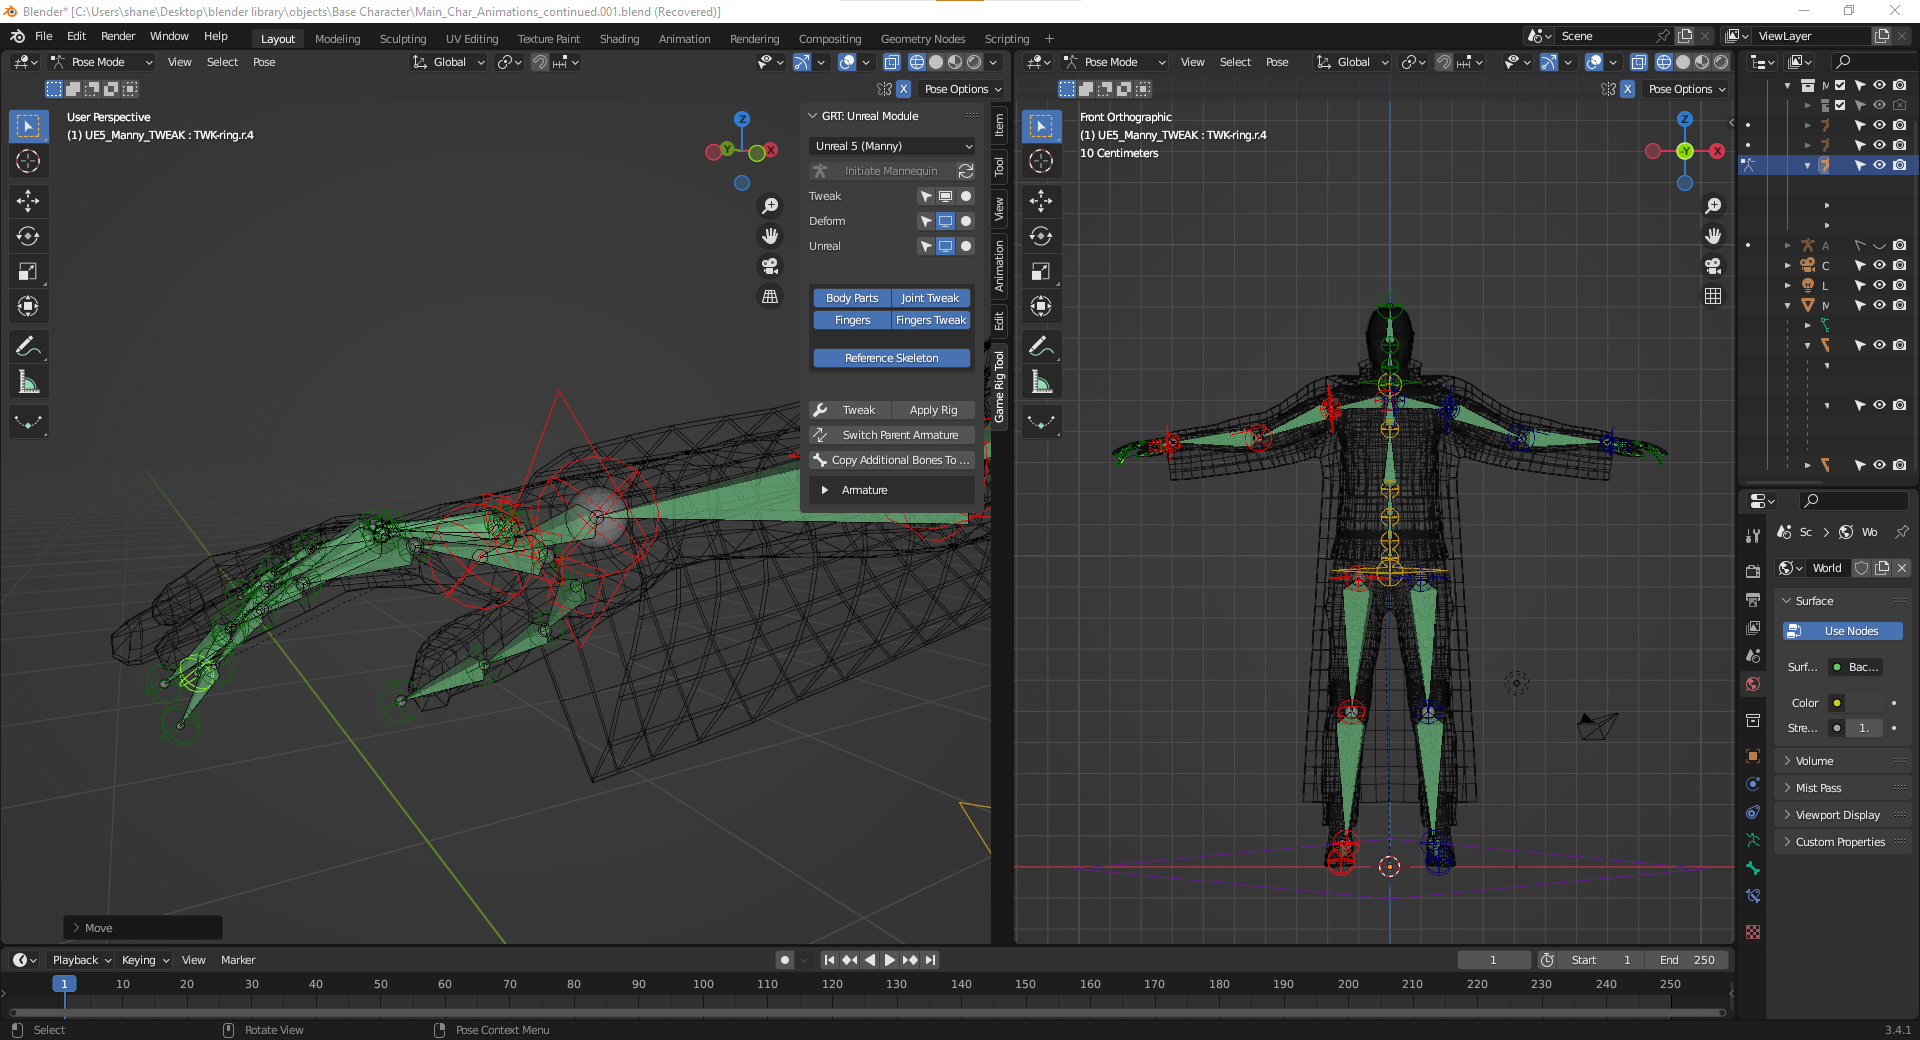 Blender* [C:\Users\shane\Desktop\blender library\objects\Base Character\Main_Char_Animations_continued.001.blend (Recovered)]
File Edit Render Window Help Layout Modeling Sculpting UV Editing Texture Paint Shading Animation Rendering Compositing Geometry Nodes Scripting + Scene ViewLayer
Pose Mode View Select Pose Global Pose Mode View Select Pose Global
X Pose Options X Pose Options
User Perspective
(1) UE5_Manny_TWEAK : TWK-ring.r.4
Z
Y
X
GRT: Unreal Module
Unreal 5 (Manny)
Initiate Mannequin
Tweak
Deform
Unreal
Body Parts Joint Tweak
Fingers Fingers Tweak
Reference Skeleton
Tweak Apply Rig
Switch Parent Armature
Copy Additional Bones To ...
Armature
Item
Tool
View
Animation
Edit
Game Rig Tool
Move
Front Orthographic
(1) UE5_Manny_TWEAK : TWK-ring.r.4
10 Centimeters
Z
-Y
X
M
A
C
L
M
Sc Wo
World
Surface
Use Nodes
Surf... Bac...
Color
Stre... 1.
Volume
Mist Pass
Viewport Display
Custom Properties
Playback Keying View Marker 1 Start 1 End 250
1 10 20 30 40 50 60 70 80 90 100 110 120 130 140 150 160 170 180 190 200 210 220 230 240 250
Select Rotate View Pose Context Menu 3.4.1